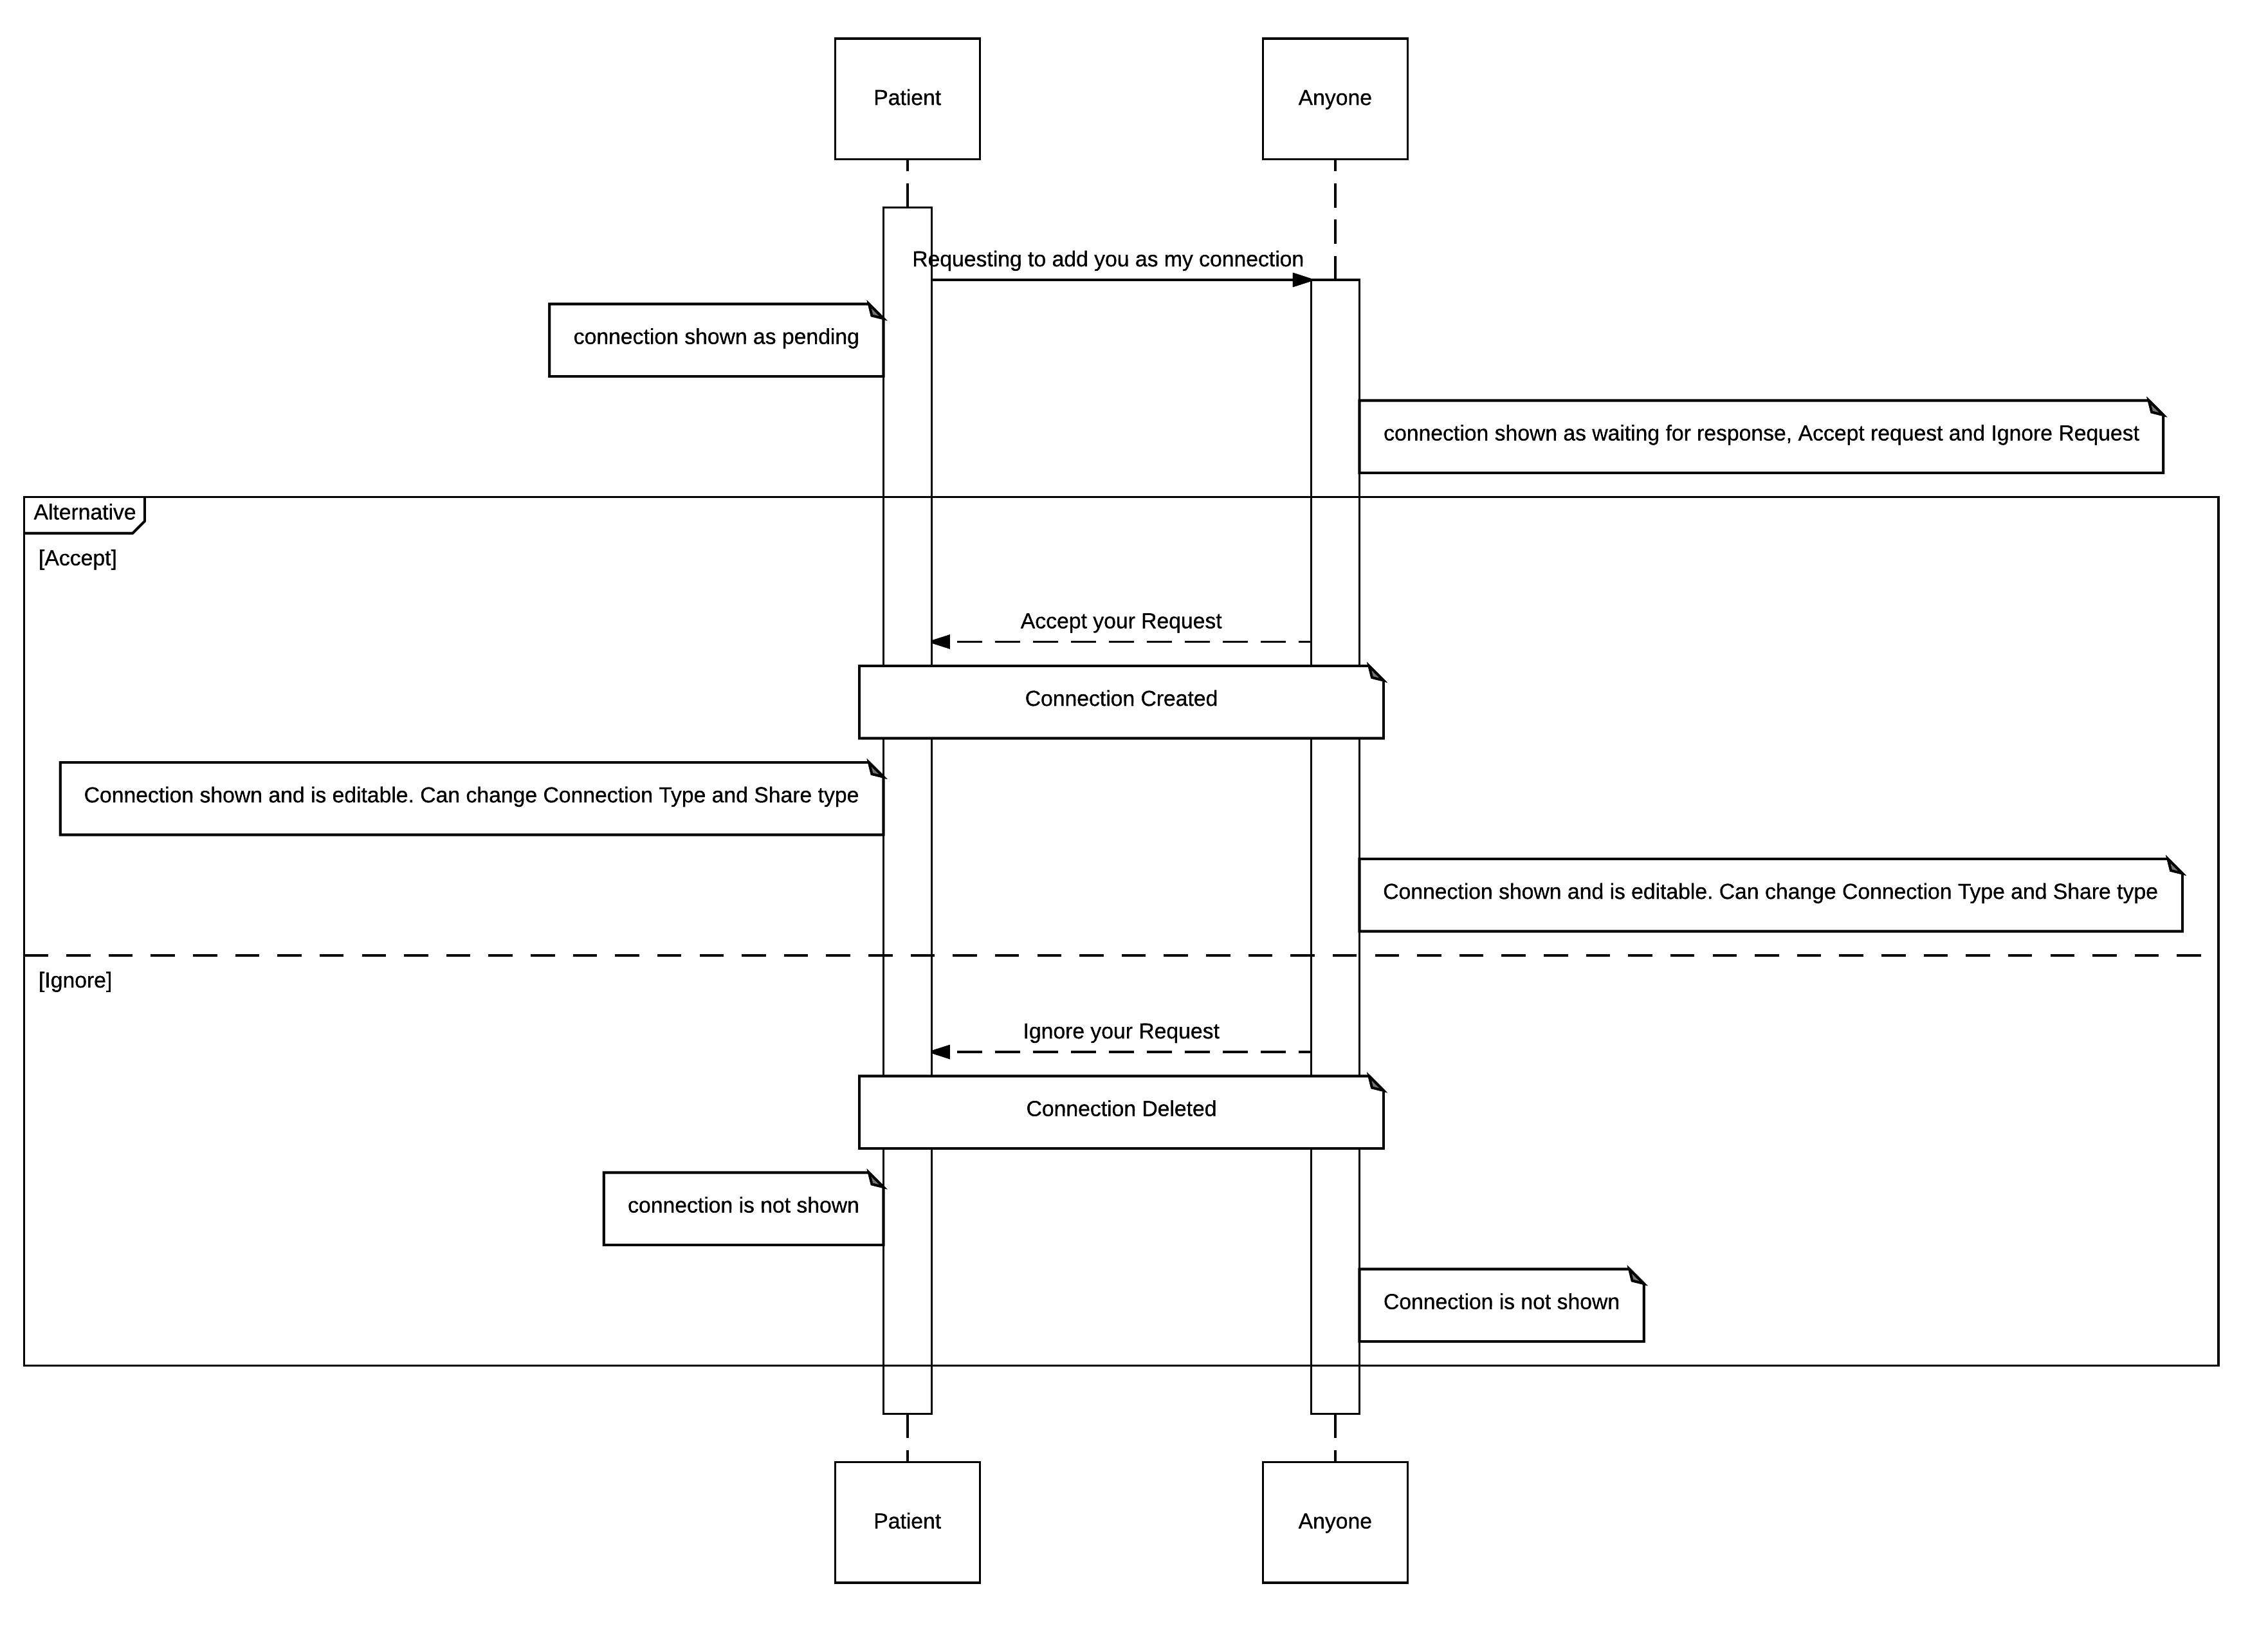 Patient
Anyone
Requesting to add you as my connection
connection shown as pending
connection shown as waiting for response, Accept request and Ignore Request
Alternative
[Accept]
Accept your Request
Connection Created
Connection shown and is editable. Can change Connection Type and Share type
Connection shown and is editable. Can change Connection Type and Share type
[Ignore]
Ignore your Request
Connection Deleted
connection is not shown
Connection is not shown
Patient
Anyone